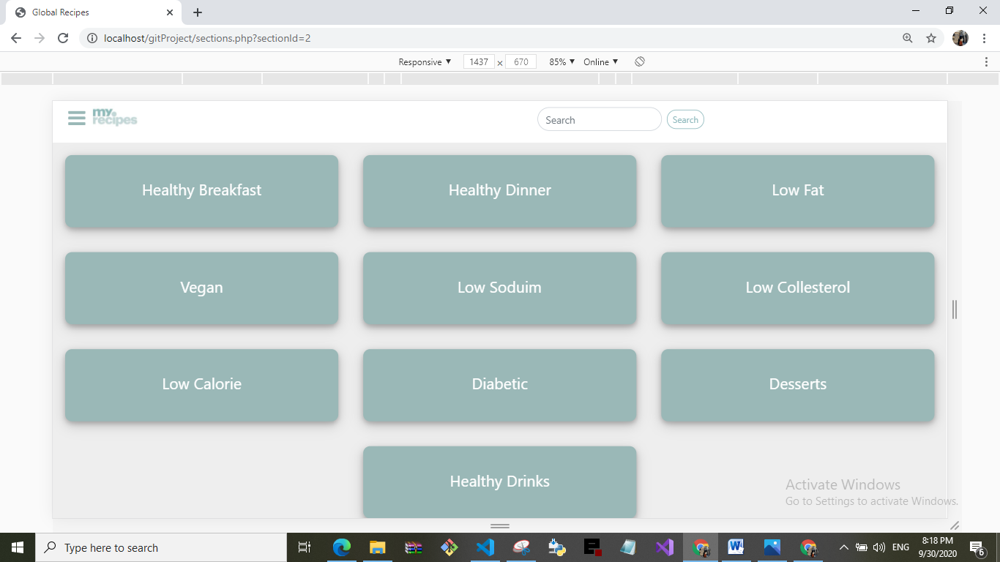 Global Recipes
localhost/gitProject/sections.php?sectionId=2
Responsive ▼ 1437 × 670 85% ▼ Online ▼
my.
recipes
Search Search
Healthy Breakfast Healthy Dinner Low Fat
Vegan Low Soduim Low Collesterol
Low Calorie Diabetic Desserts
Healthy Drinks
Activate Windows
Go to Settings to activate Windows.
Type here to search
ENG
8:18 PM
9/30/2020
6